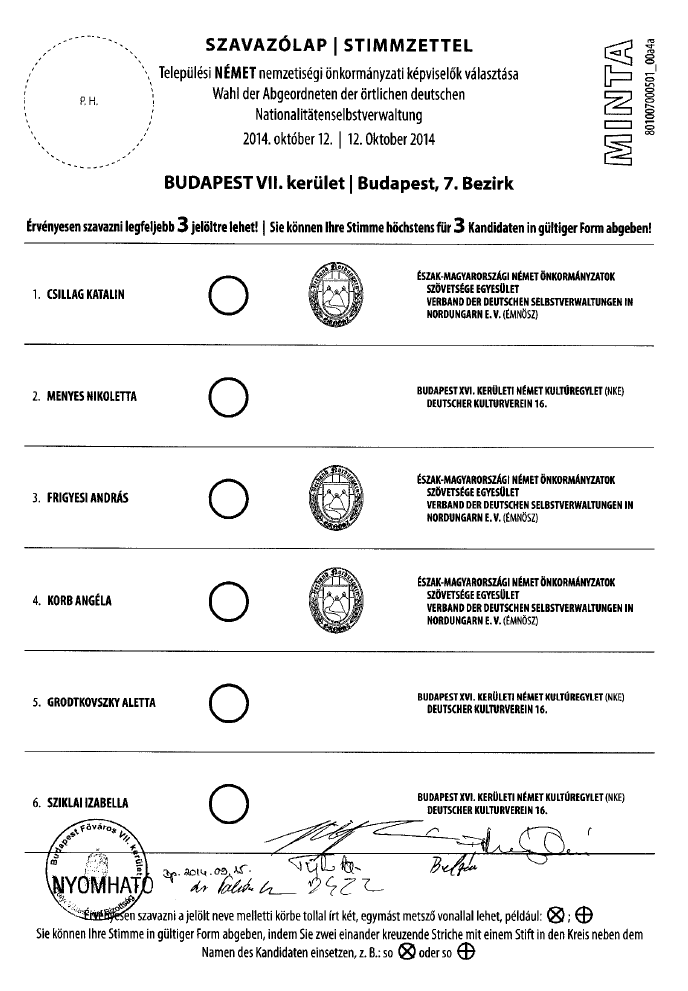 SZAVAZÓLAP | STIMMZETTEL
Települési NÉMET nemzetiségi önkormányzati képviselők választása
Wahl der Abgeordneten der örtlichen deutschen
Nationalitätenselbstverwaltung
2014. október 12. | 12. Oktober 2014
P. H.
MINTA
801007000501_00a4a
BUDAPEST VII. kerület | Budapest, 7. Bezirk
Érvényesen szavazni legfeljebb 3 jelöltre lehet! | Sie können Ihre Stimme höchstens für 3 Kandidaten in gültiger Form abgeben!
1. CSILLAG KATALIN
ÉSZAK-MAGYARORSZÁGI NÉMET ÖNKORMÁNYZATOK
SZÖVETSÉGE EGYESÜLET
VERBAND DER DEUTSCHEN SELBSTVERWALTUNGEN IN
NORDUNGARN E. V. (ÉMNÖSZ)
2. MENYES NIKOLETTA
BUDAPEST XVI. KERÜLETI NÉMET KULTÚREGYLET (NKE)
DEUTSCHER KULTURVEREIN 16.
3. FRIGYESI ANDRÁS
ÉSZAK-MAGYARORSZÁGI NÉMET ÖNKORMÁNYZATOK
SZÖVETSÉGE EGYESÜLET
VERBAND DER DEUTSCHEN SELBSTVERWALTUNGEN IN
NORDUNGARN E. V. (ÉMNÖSZ)
4. KORB ANGÉLA
ÉSZAK-MAGYARORSZÁGI NÉMET ÖNKORMÁNYZATOK
SZÖVETSÉGE EGYESÜLET
VERBAND DER DEUTSCHEN SELBSTVERWALTUNGEN IN
NORDUNGARN E. V. (ÉMNÖSZ)
5. GRODTKOVSZKY ALETTA
BUDAPEST XVI. KERÜLETI NÉMET KULTÚREGYLET (NKE)
DEUTSCHER KULTURVEREIN 16.
6. SZIKLAI IZABELLA
BUDAPEST XVI. KERÜLETI NÉMET KULTÚREGYLET (NKE)
DEUTSCHER KULTURVEREIN 16.
Budapest Főváros VII. kerület
NYOMHATÓ
Bp. 2014. 09. 25.
Érvényesen szavazni a jelölt neve melletti körbe tollal írt két, egymást metsző vonallal lehet, például: ⊗ ; ⊕
Sie können Ihre Stimme in gültiger Form abgeben, indem Sie zwei einander kreuzende Striche mit einem Stift in den Kreis neben dem
Namen des Kandidaten einsetzen, z. B.: so ⊗ oder so ⊕